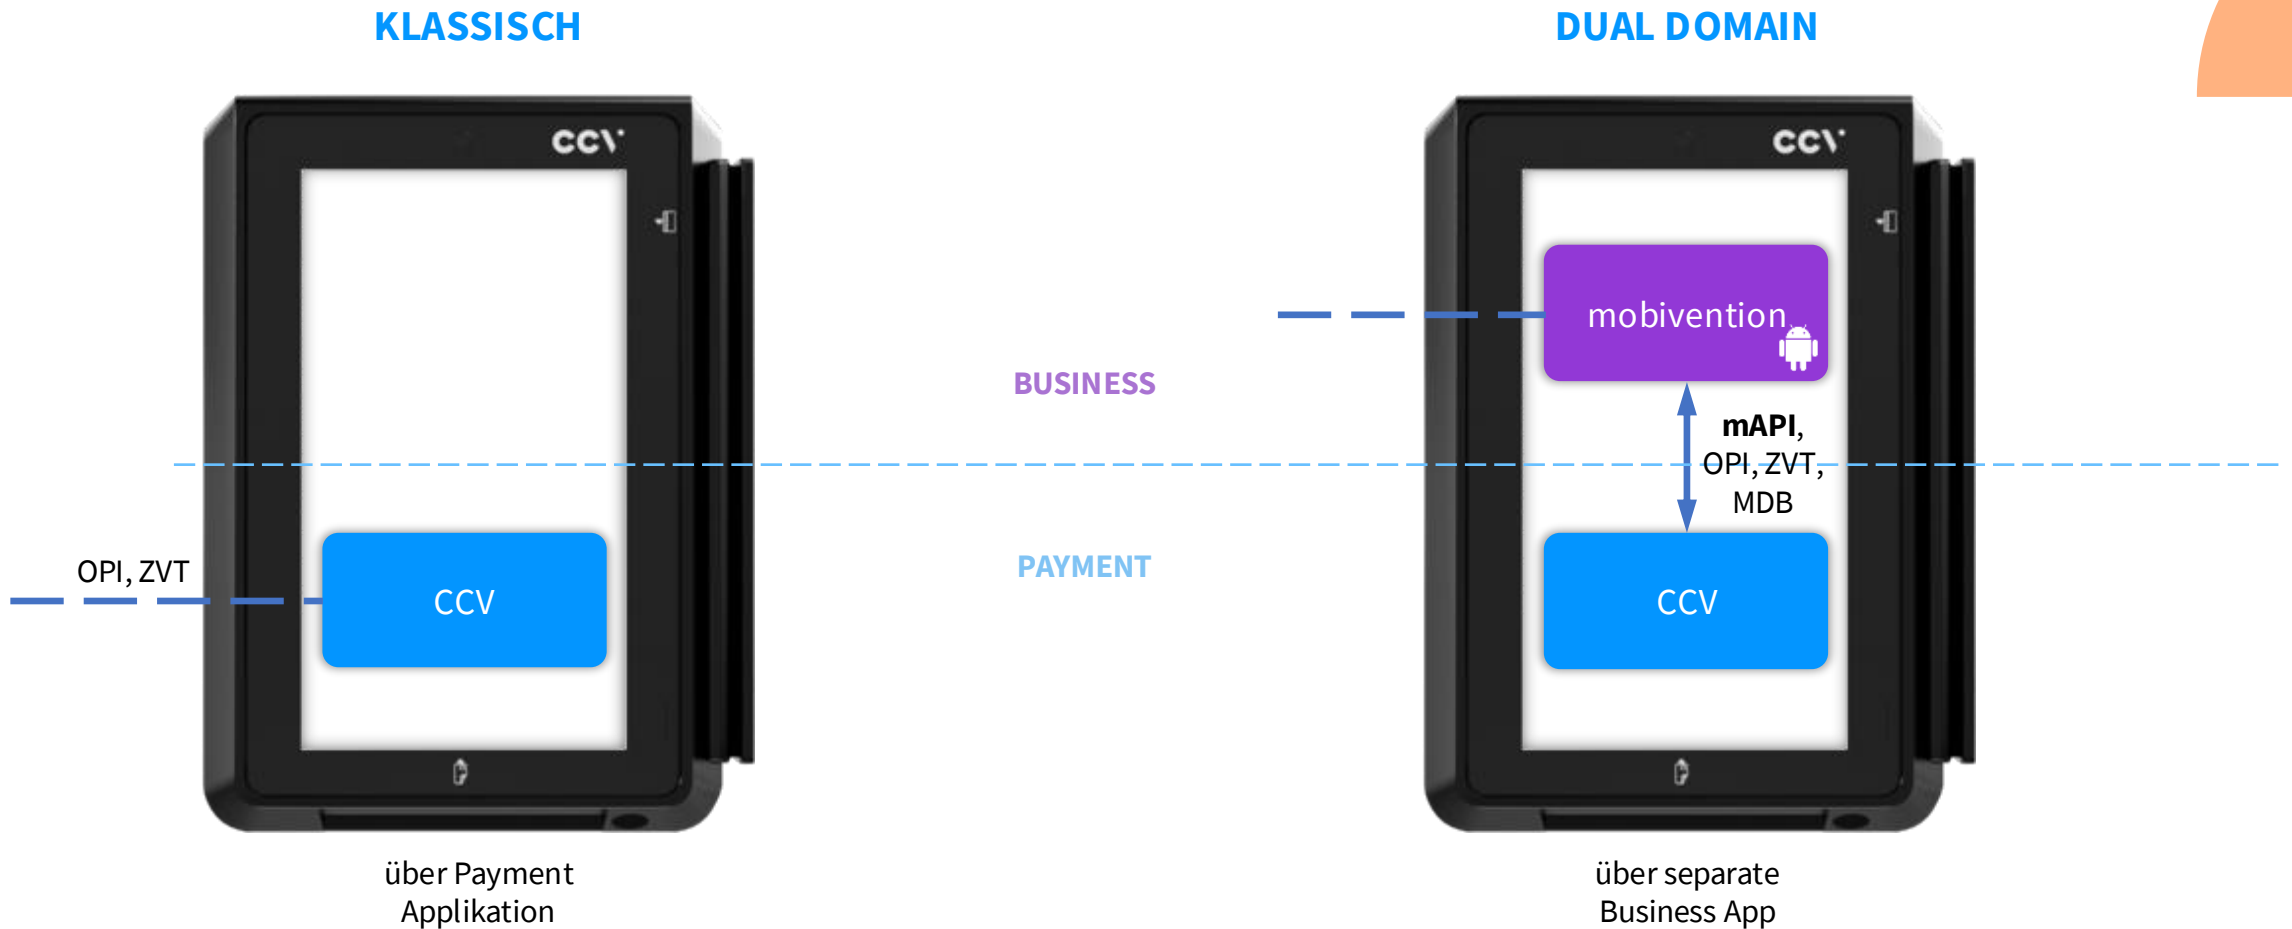 KLASSISCH
DUAL DOMAIN
CCV
CCV
mobivention
BUSINESS
mAPI,
OPI, ZVT,
MDB
OPI, ZVT
PAYMENT
CCV
CCV
über Payment
Applikation
über separate
Business App